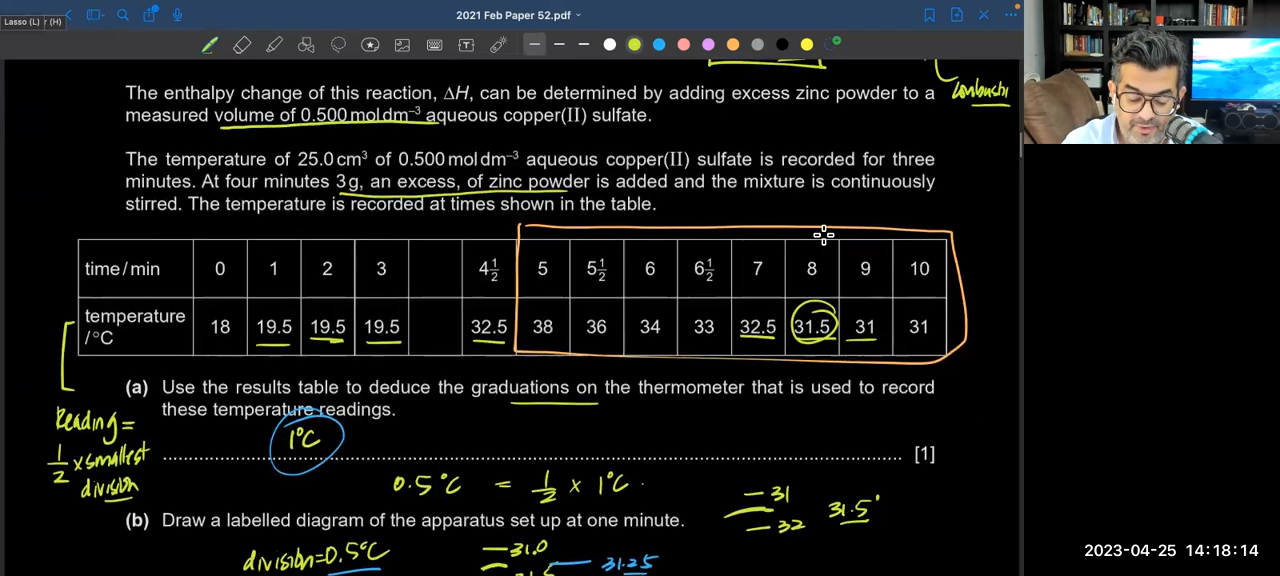 Lasso (L)
r (H)
2021 Feb Paper 52.pdf
The enthalpy change of this reaction, ΔH, can be determined by adding excess zinc powder to a
measured volume of 0.500 mol dm⁻³ aqueous copper(II) sulfate.
The temperature of 25.0 cm³ of 0.500 mol dm⁻³ aqueous copper(II) sulfate is recorded for three
minutes. At four minutes 3 g, an excess, of zinc powder is added and the mixture is continuously
stirred. The temperature is recorded at times shown in the table.
time / min 0 1 2 3 4½ 5 5½ 6 6½ 7 8 9 10
temperature
/°C 18 19.5 19.5 19.5 32.5 38 36 34 33 32.5 31.5 31 31
(a) Use the results table to deduce the graduations on the thermometer that is used to record
these temperature readings.
Reading =
½ × smallest
division
1°C
[1]
0.5°C = ½ × 1°C
31
32
31.5°
(b) Draw a labelled diagram of the apparatus set up at one minute.
division = 0.5°C
31.0
31.25
2023-04-25 14:18:14